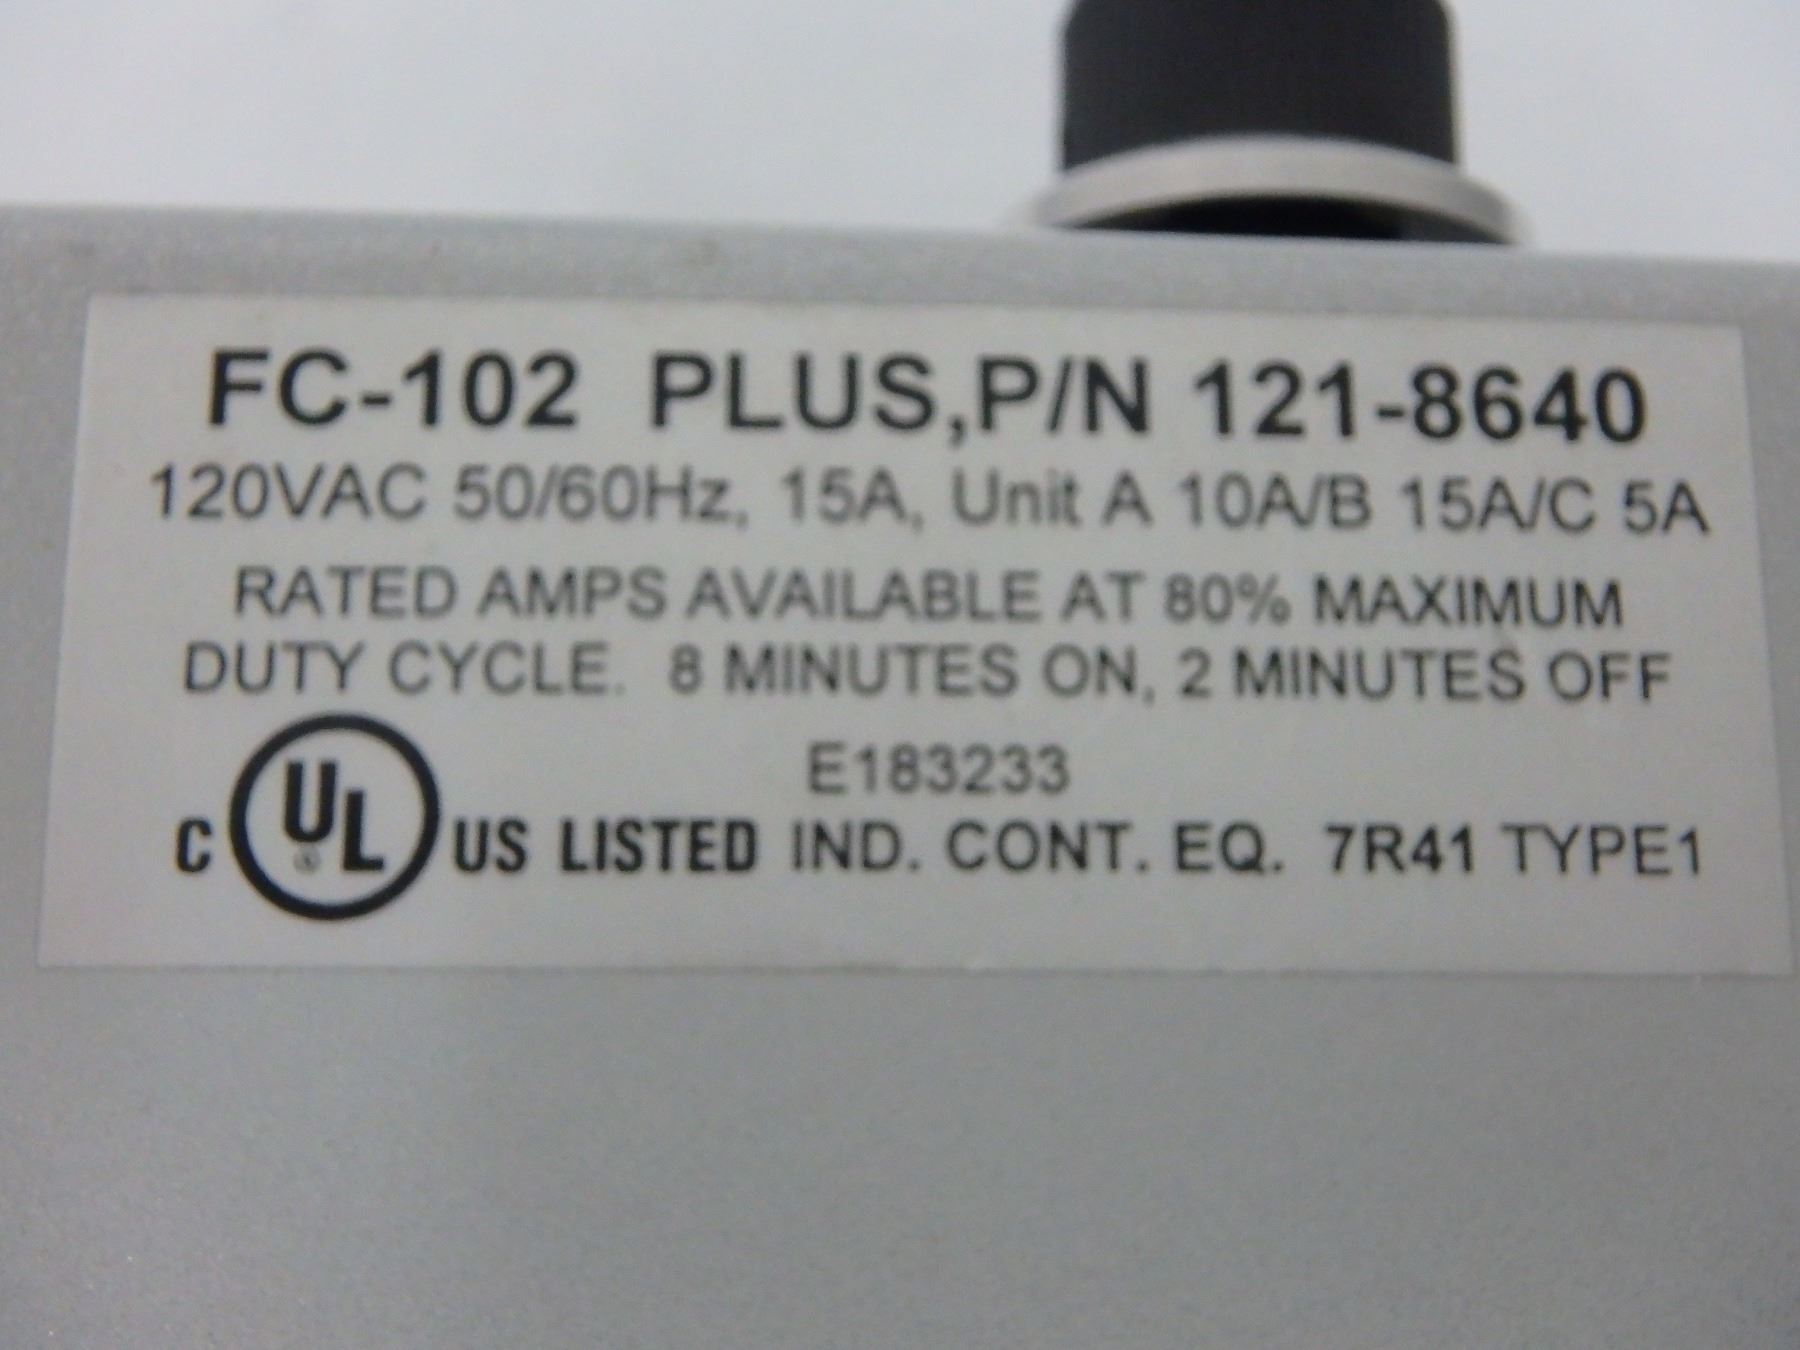 FC-102 PLUS,P/N 121-8640
120VAC 50/60Hz, 15A, Unit A 10A/B 15A/C 5A
RATED AMPS AVAILABLE AT 80% MAXIMUM
DUTY CYCLE. 8 MINUTES ON, 2 MINUTES OFF
E183233
C UL ® US LISTED IND. CONT. EQ. 7R41 TYPE1